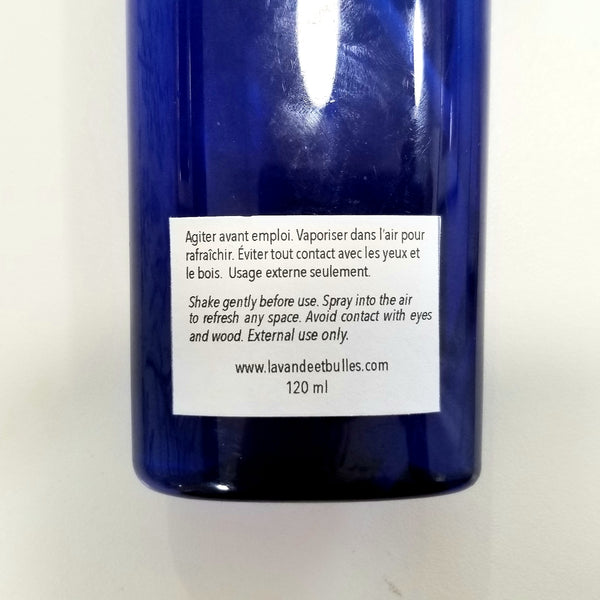 Agiter avant emploi. Vaporiser dans l'air pour
rafraîchir. Éviter tout contact avec les yeux et
le bois. Usage externe seulement.
Shake gently before use. Spray into the air
to refresh any space. Avoid contact with eyes
and wood. External use only.
www.lavandeetbulles.com
120 ml